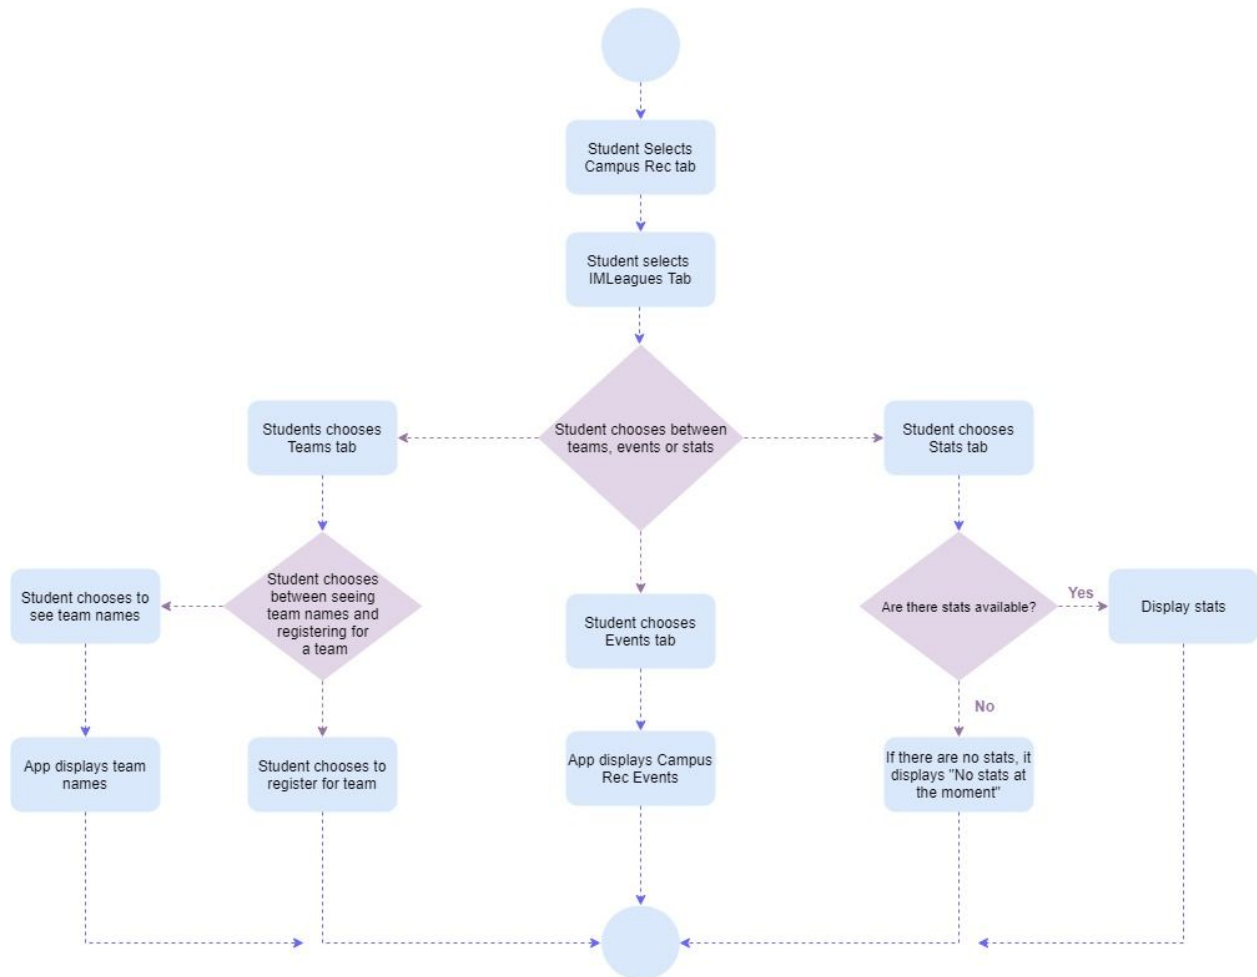 Student Selects
Campus Rec tab
Student selects
IMLeagues Tab
Student chooses between
teams, events or stats
Students chooses
Teams tab
Student chooses
Stats tab
Student chooses
between seeing
team names and
registering for
a team
Student chooses to
see team names
Student chooses
Events tab
Are there stats available?
Yes
Display stats
No
App displays team
names
Student chooses to
register for team
App displays Campus
Rec Events
If there are no stats, it
displays "No stats at
the moment"